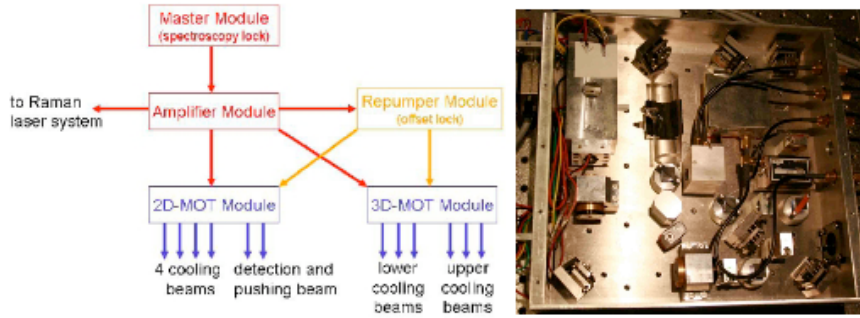 Master Module
(spectroscopy lock)
to Raman
laser system
Amplifier Module
Repumper Module
(offset lock)
2D-MOT Module
3D-MOT Module
4 cooling
beams
detection and
pushing beam
lower
cooling
beams
upper
cooling
beams